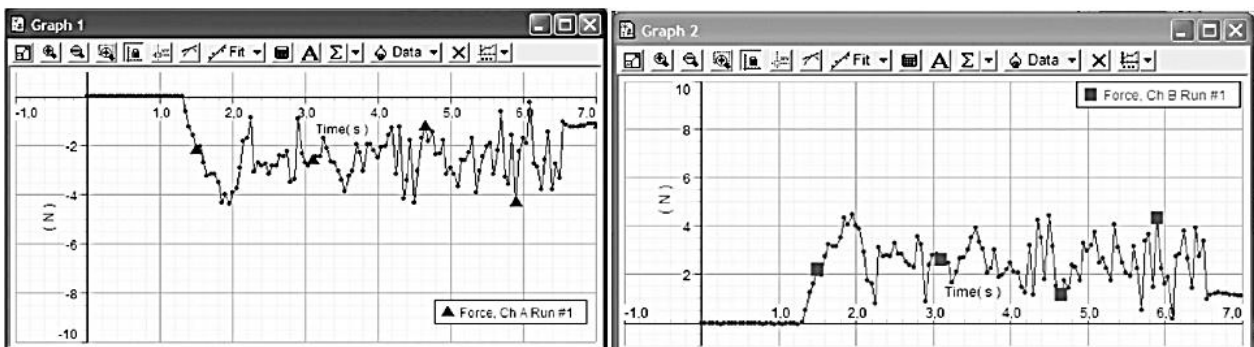 Graph 1
Fit
A
Σ
Data
-1,0
2,0
3,0
4,0
5,0
6,0
7,0
Time( s )
-2
-4
-6
-8
-10
( N )
Force, Ch A Run #1
Graph 2
Fit
A
Σ
Data
10
8
6
4
2
( N )
Force, Ch B Run #1
Time( s )
-1,0
1,0
2,0
3,0
4,0
5,0
6,0
7,0